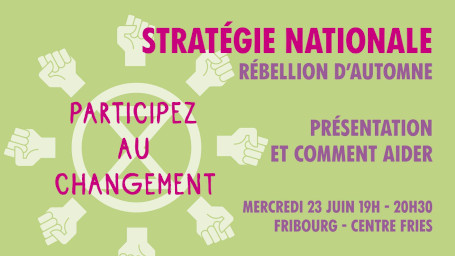 STRATÉGIE NATIONALE
RÉBELLION D'AUTOMNE
PARTICIPEZ
AU
CHANGEMENT
PRÉSENTATION
ET COMMENT AIDER
MERCREDI 23 JUIN 19H - 20H30
FRIBOURG - CENTRE FRIES